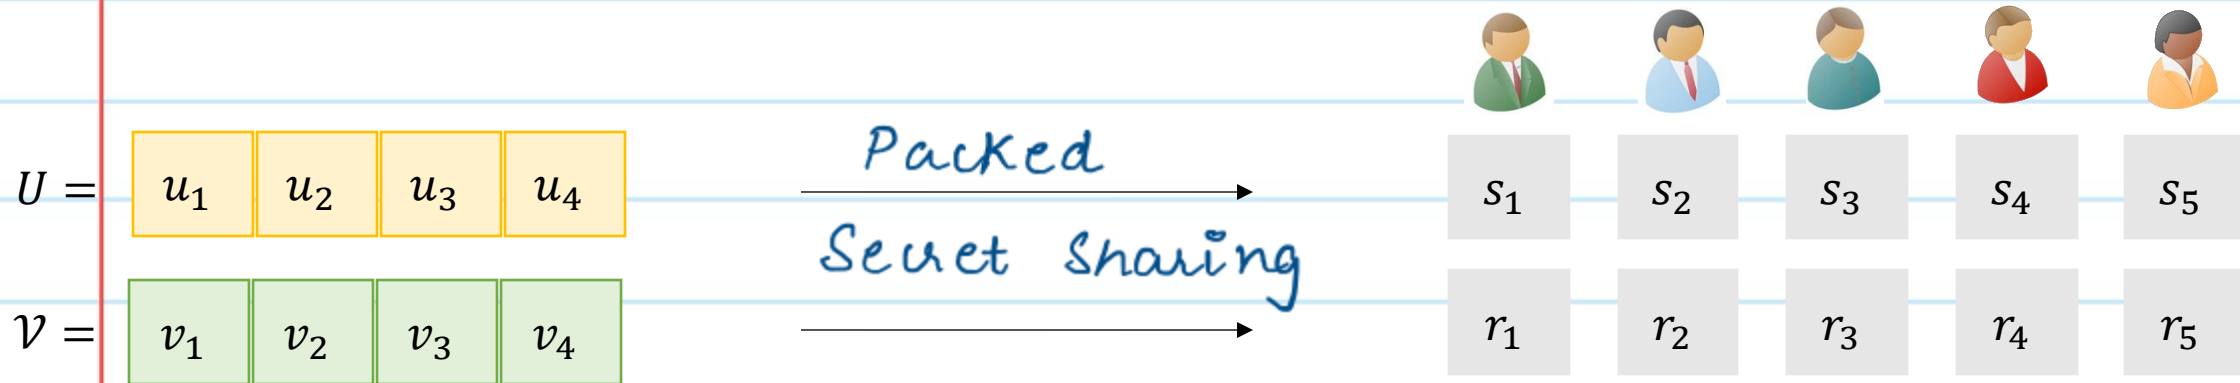 Packed
U = u₁ u₂ u₃ u₄ s₁ s₂ s₃ s₄ s₅
Secret Sharing
𝒱 = v₁ v₂ v₃ v₄ r₁ r₂ r₃ r₄ r₅